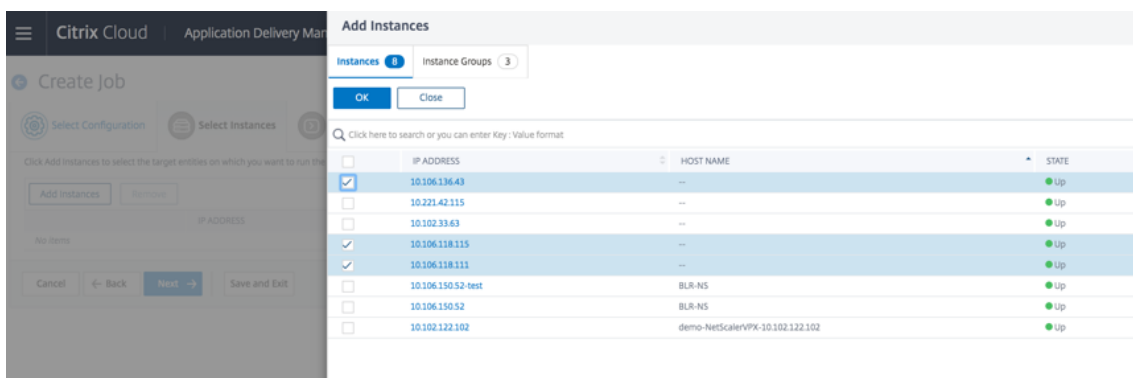 Citrix Cloud
Application Delivery Man
Create Job
Select Configuration
Select Instances
Click Add Instances to select the target entities on which you want to run the
Add Instances
Remove
IP ADDRESS
No items
Cancel
← Back
Next →
Save and Exit
Add Instances
Instances 8
Instance Groups 3
OK
Close
Click here to search or you can enter Key : Value format
IP ADDRESS HOST NAME STATE
10.106.136.43 -- Up
10.221.42.115 -- Up
10.102.33.63 -- Up
10.106.118.115 -- Up
10.106.118.111 -- Up
10.106.150.52-test BLR-NS Up
10.106.150.52 BLR-NS Up
10.102.122.102 demo-NetScalerVPX-10.102.122.102 Up